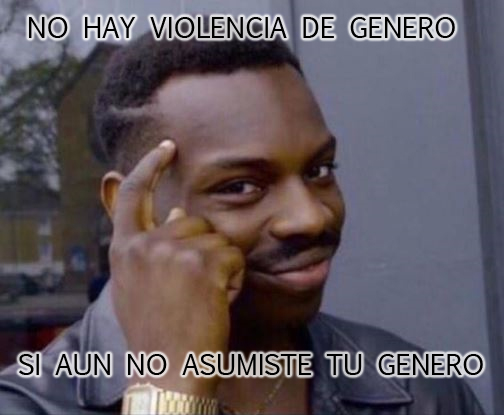 NO HAY VIOLENCIA DE GENERO
SI AUN NO ASUMISTE TU GENERO